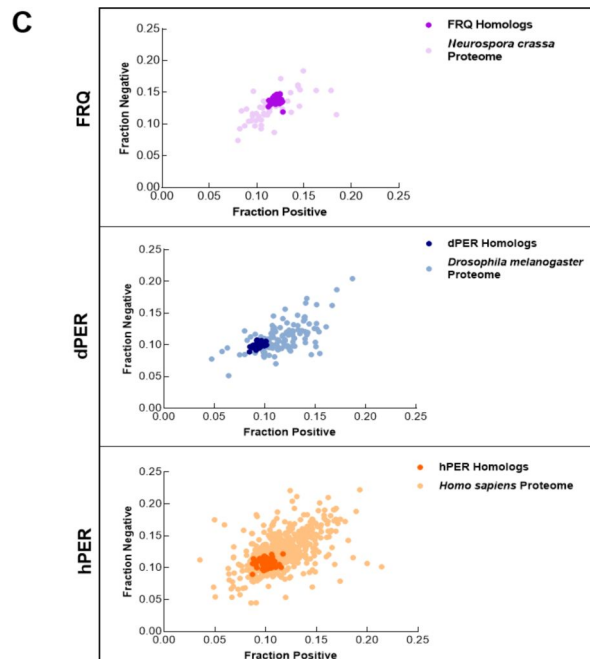 C
FRQ
Fraction Negative
0.25
0.20
0.15
0.10
0.05
0.00
0.00 0.05 0.10 0.15 0.20 0.25
Fraction Positive
FRQ Homologs
Neurospora crassa
Proteome
dPER
Fraction Negative
0.25
0.20
0.15
0.10
0.05
0.00
0.00 0.05 0.10 0.15 0.20 0.25
Fraction Positive
dPER Homologs
Drosophila melanogaster
Proteome
hPER
Fraction Negative
0.25
0.20
0.15
0.10
0.05
0.00
0.00 0.05 0.10 0.15 0.20 0.25
Fraction Positive
hPER Homologs
Homo sapiens Proteome